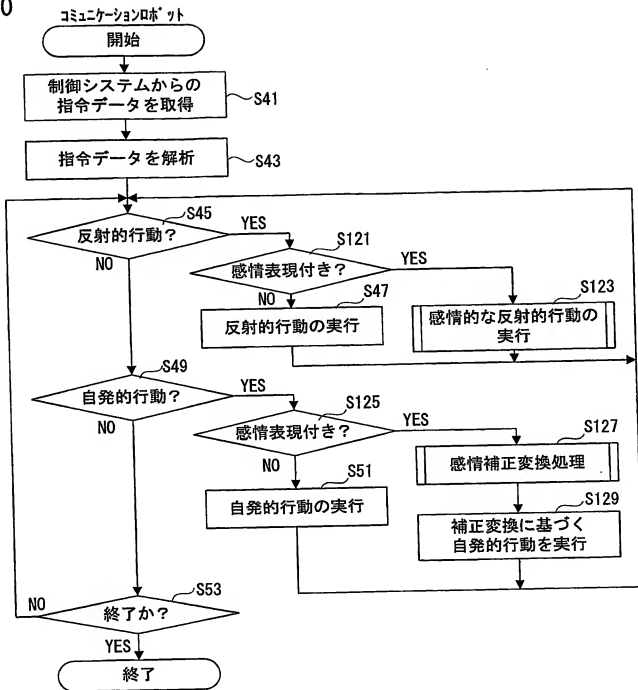 0
コミュニケーションロボット
開始
制御システムからの
指令データを取得
S41
指令データを解析
S43
S45
反射的行動?
YES
NO
S121
感情表現付き?
YES
NO
S47
反射的行動の実行
S123
感情的な反射的行動の
実行
S49
自発的行動?
YES
NO
S125
感情表現付き?
YES
NO
S51
自発的行動の実行
S127
感情補正変換処理
S129
補正変換に基づく
自発的行動を実行
S53
終了か?
NO
YES
終了